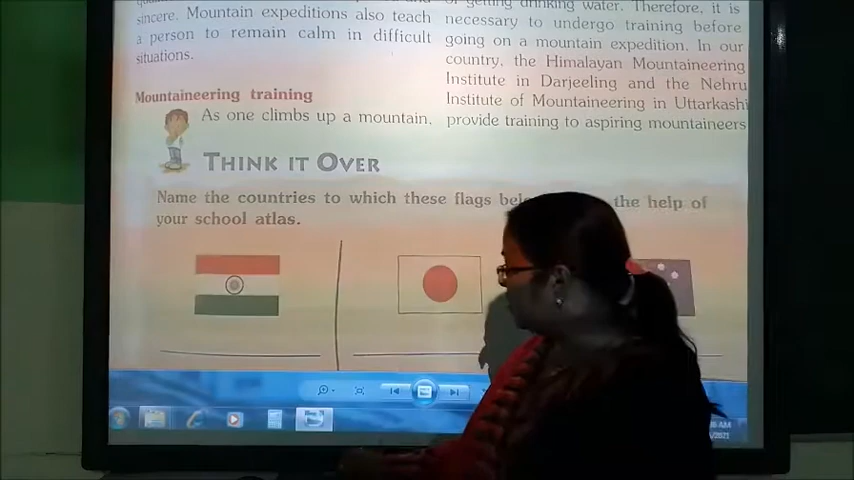 sincere. Mountain expeditions also teach
a person to remain calm in difficult
situations.
Mountaineering training
As one climbs up a mountain,
of getting drinking water. Therefore, it is
necessary to undergo training before
going on a mountain expedition. In our
country, the Himalayan Mountaineering
Institute in Darjeeling and the Nehru
Institute of Mountaineering in Uttarkashi
provide training to aspiring mountaineers
THINK IT OVER
Name the countries to which these flags the help of
your school atlas.